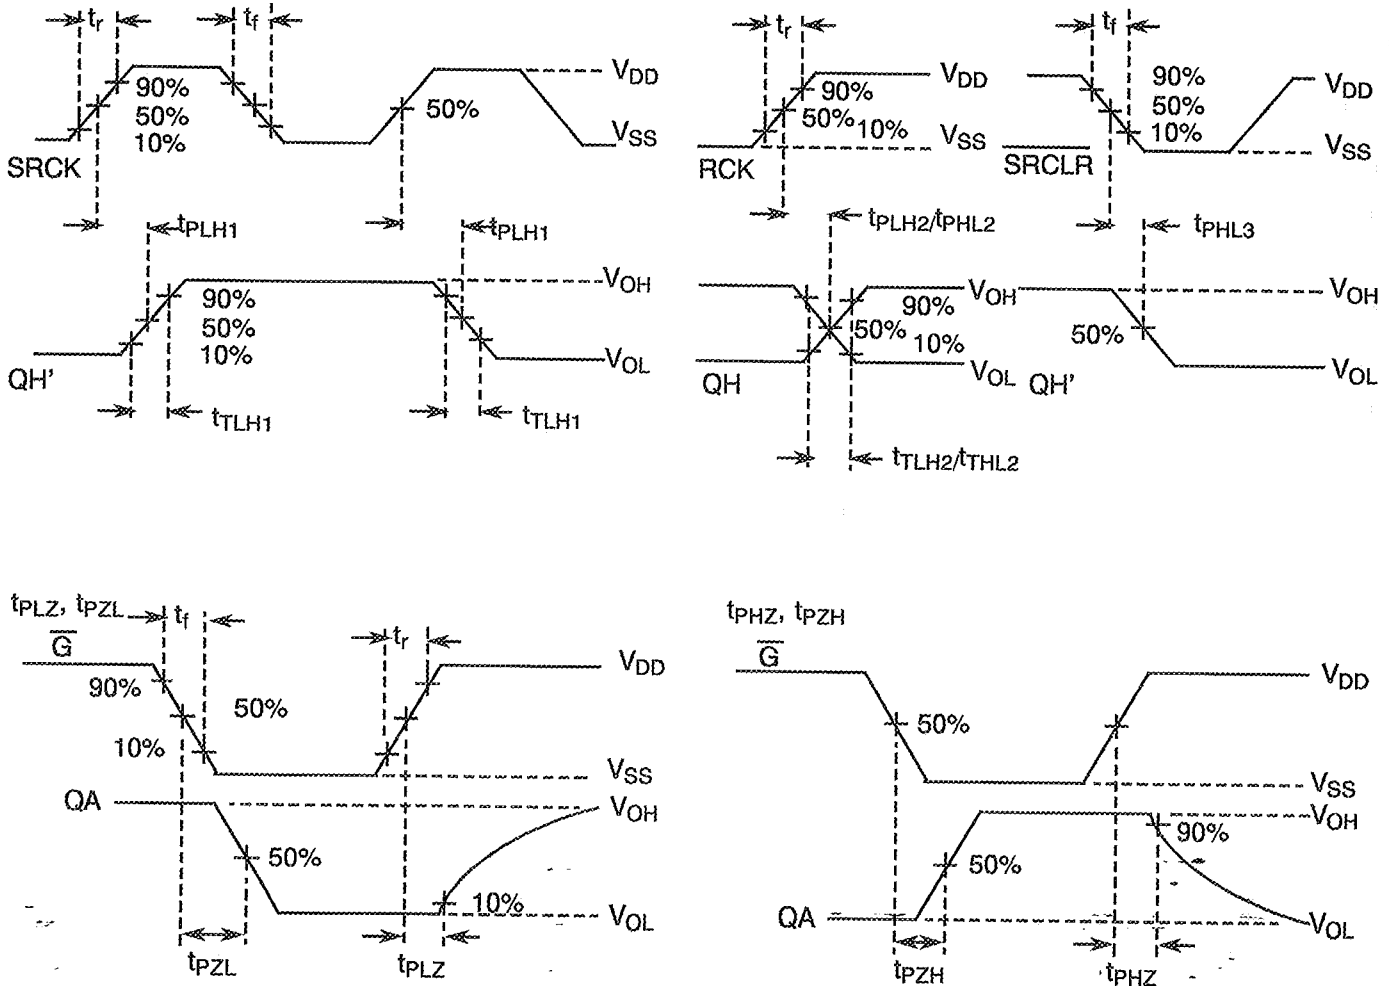 tr
tf
90%
50%
10%
SRCK
50%
VDD
VSS
tPLH1
tPLH1
90%
50%
10%
QH'
VOH
VOL
tTLH1
tTLH1
tr
90%
50% 10%
RCK
VDD
VSS
tf
90%
50%
10%
SRCLR
VDD
VSS
tPLH2/tPHL2
tPHL3
VOH
90%
50%
10%
QH
VOL
50%
QH'
VOH
VOL
tTLH2/tTHL2
tPLZ, tPZL
tf
tr
G
90%
50%
10%
VDD
VSS
QA
50%
10%
VOH
VOL
tPZL
tPLZ
tPHZ, tPZH
G
50%
VDD
VSS
VOH
90%
50%
QA
VOL
tPZH
tPHZ